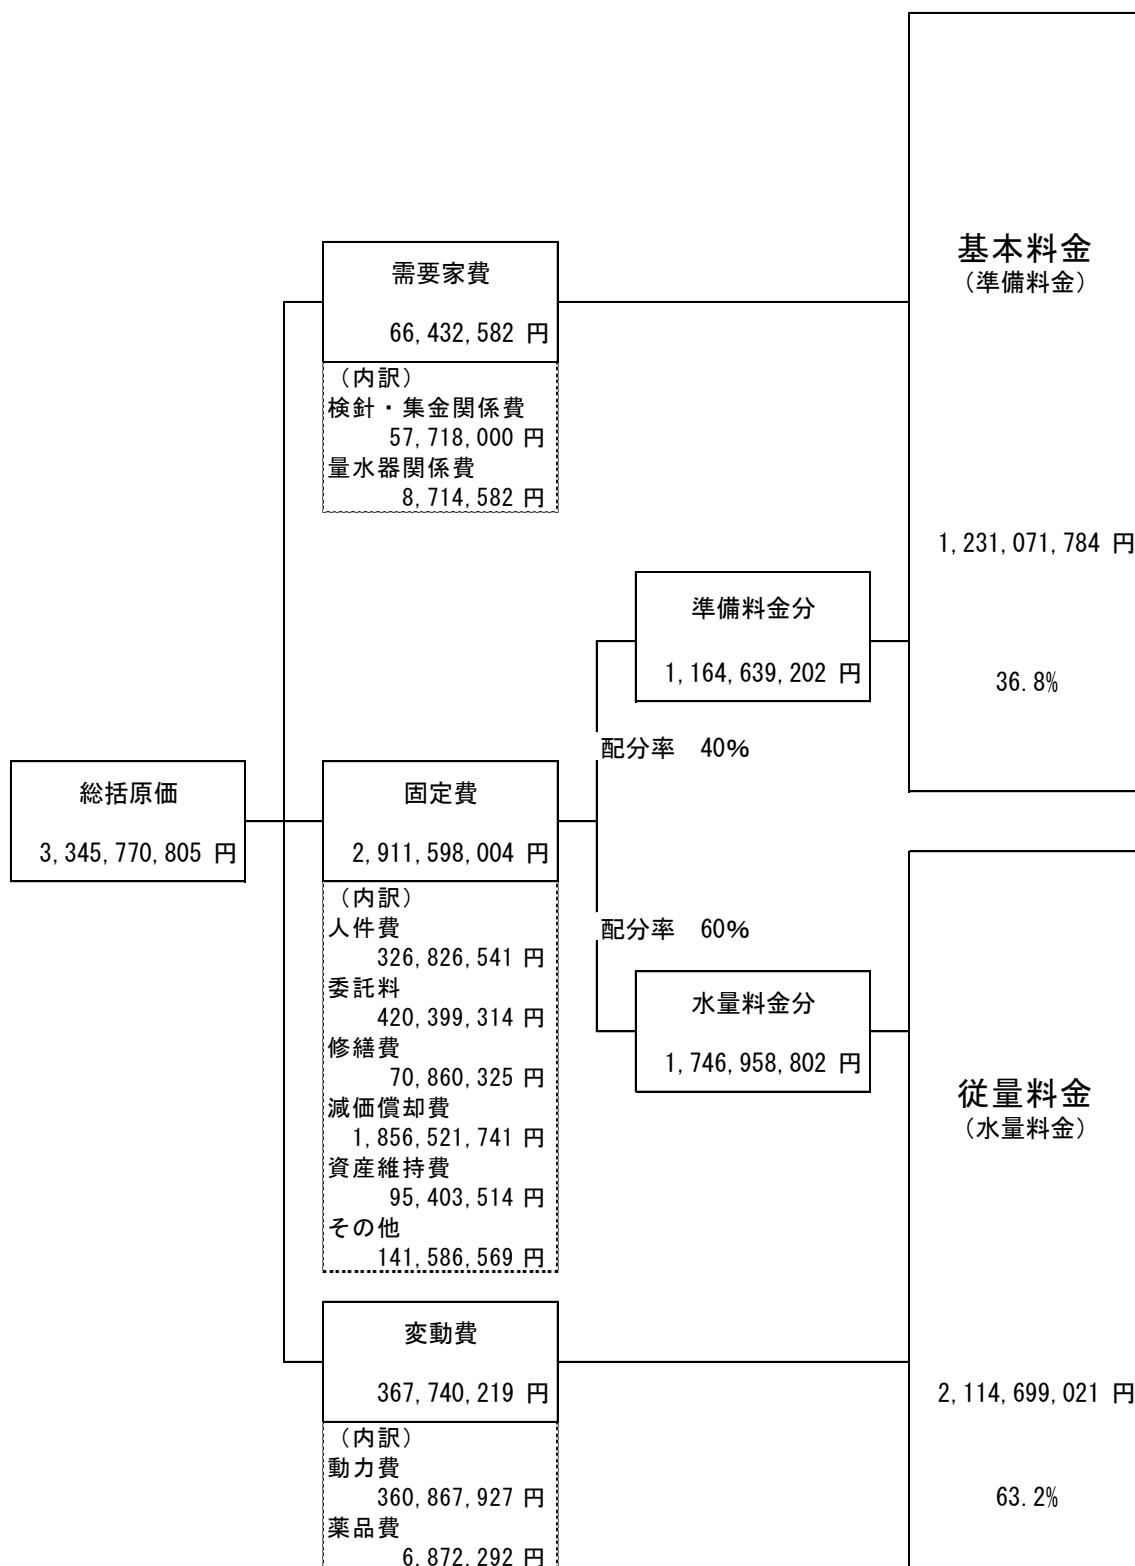 総括原価
3,345,770,805 円
需要家費
66,432,582 円
（内訳）
検針・集金関係費
57,718,000 円
量水器関係費
8,714,582 円
固定費
2,911,598,004 円
（内訳）
人件費
326,826,541 円
委託料
420,399,314 円
修繕費
70,860,325 円
減価償却費
1,856,521,741 円
資産維持費
95,403,514 円
その他
141,586,569 円
変動費
367,740,219 円
（内訳）
動力費
360,867,927 円
薬品費
6,872,292 円
準備料金分
1,164,639,202 円
配分率　40%
配分率　60%
水量料金分
1,746,958,802 円
基本料金
（準備料金）
1,231,071,784 円
36.8%
従量料金
（水量料金）
2,114,699,021 円
63.2%